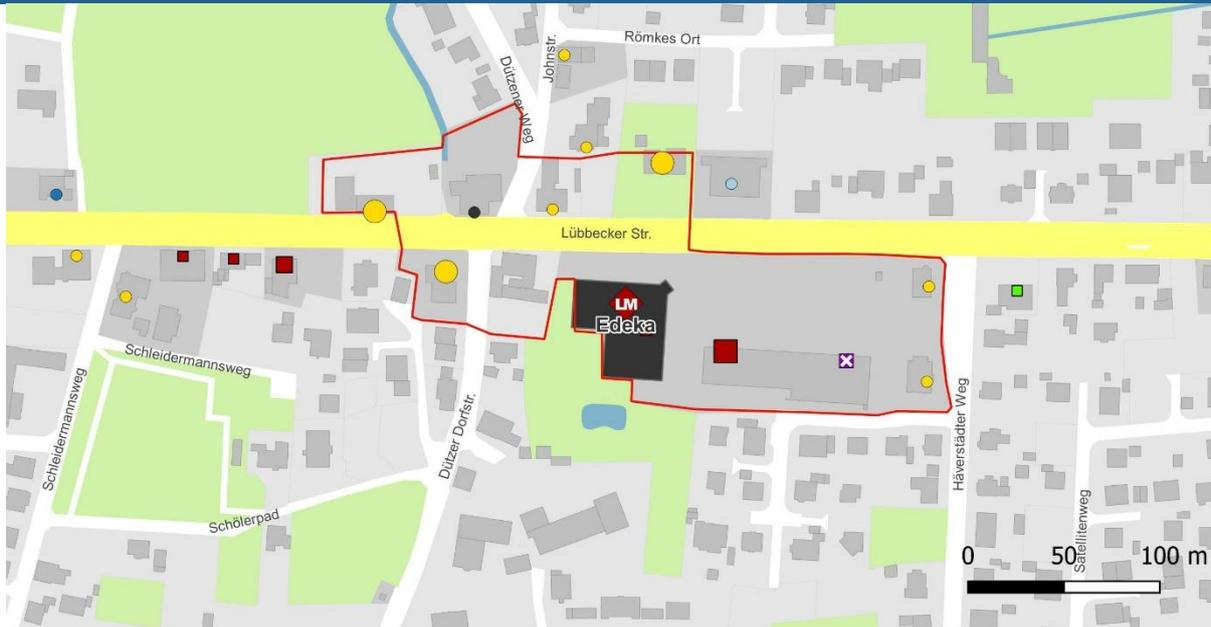 Römkes Ort
Johnstr.
Dützener Weg
Lübbecker Str.
LM
Edeka
Schleidermannsweg
Schleidermannsweg
Dützer Dorfstr.
Häverstädter Weg
Satellitenweg
Schölerpad
0 50 100 m